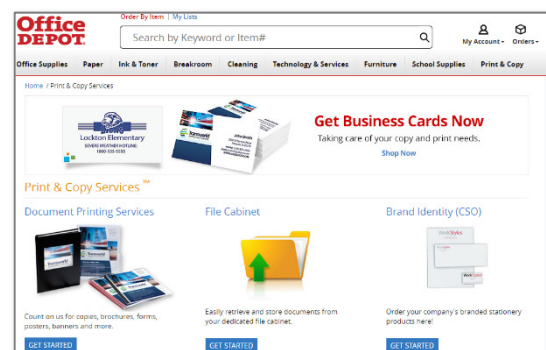 Office
DEPOT
Order By Item | My Lists
Search by Keyword or Item#
My Account Orders
Office Supplies Paper Ink & Toner Breakroom Cleaning Technology & Services Furniture School Supplies Print & Copy
Home / Print & Copy Services
Lockton Elementary
SEVERE WEATHER HOTLINE
Get Business Cards Now
Taking care of your copy and print needs.
Shop Now
Print & Copy Services ™
Document Printing Services
File Cabinet
Brand Identity (CSO)
Count on us for copies, brochures, forms,
posters, banners and more.
Easily retrieve and store documents from
your dedicated file cabinet.
Order your company's branded stationery
products here!
GET STARTED
GET STARTED
GET STARTED